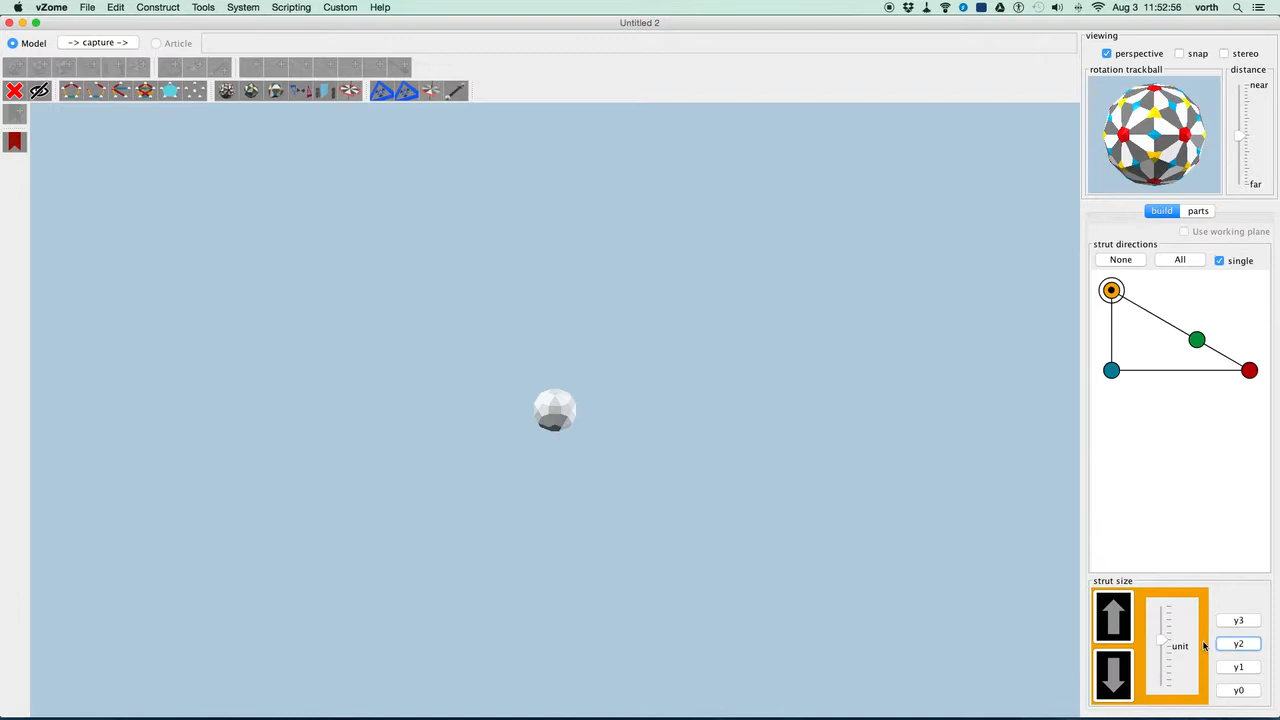 vZome File Edit Construct Tools System Scripting Custom Help Aug 3 11:52:56 vorth
Untitled 2
Model -> capture -> Article
viewing
perspective snap stereo
rotation trackball distance
near
far
build parts
Use working plane
strut directions
None All single
strut size
unit
y3
y2
y1
y0